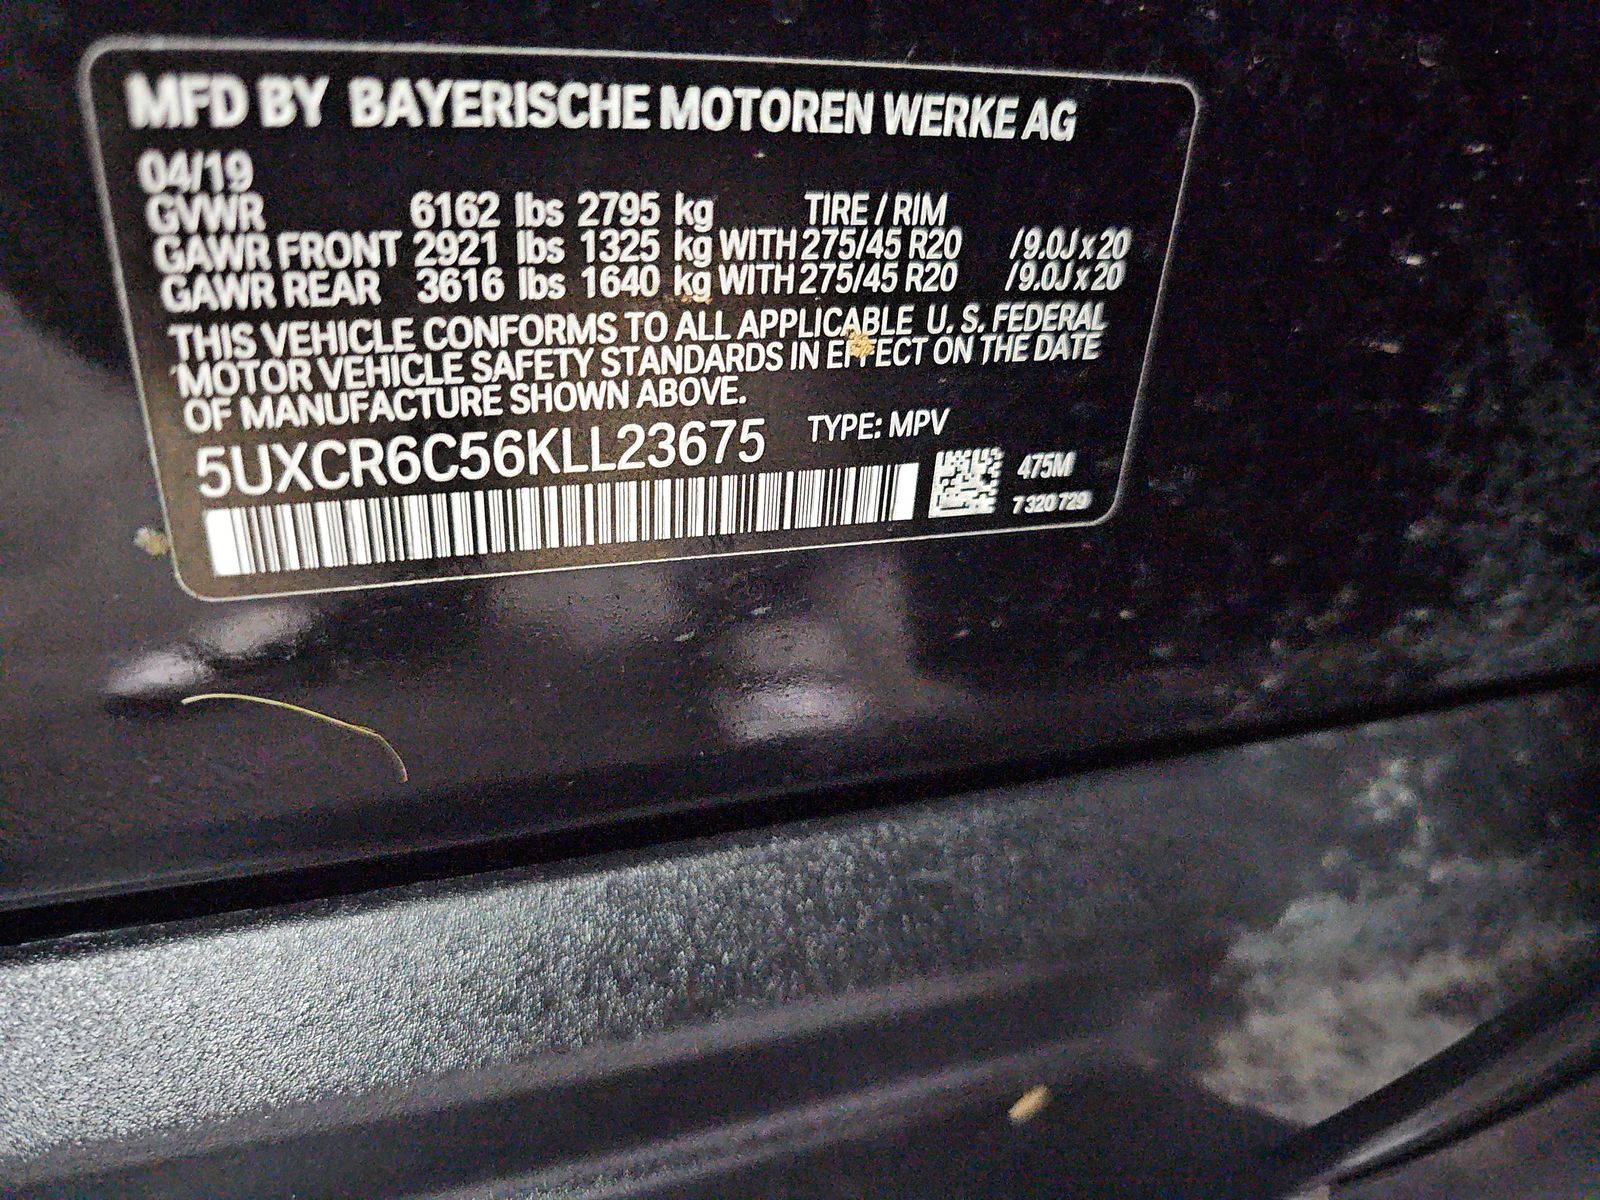 MFD BY BAYERISCHE MOTOREN WERKE AG
04/19
GVWR 6162 lbs 2795 kg TIRE / RIM
GAWR FRONT 2921 lbs 1325 kg WITH 275/45 R20 /9.0J x 20
GAWR REAR 3616 lbs 1640 kg WITH 275/45 R20 /9.0J x 20
THIS VEHICLE CONFORMS TO ALL APPLICABLE U. S. FEDERAL
MOTOR VEHICLE SAFETY STANDARDS IN EFFECT ON THE DATE
OF MANUFACTURE SHOWN ABOVE.
5UXCR6C56KLL23675 TYPE: MPV
475M
7 320 729